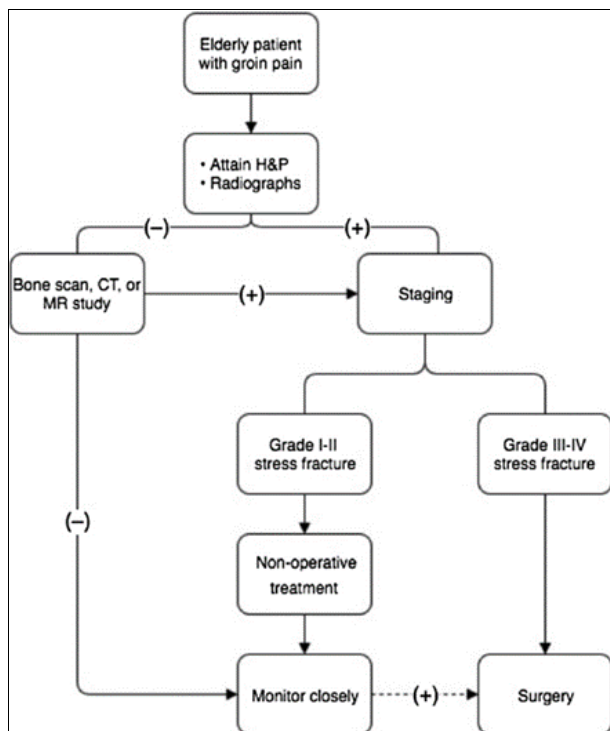 Elderly patient
with groin pain
• Attain H&P
• Radiographs
(–)
(+)
Bone scan, CT, or
MR study
(+)
Staging
Grade I-II
stress fracture
Grade III-IV
stress fracture
(–)
Non-operative
treatment
Monitor closely
(+)
Surgery